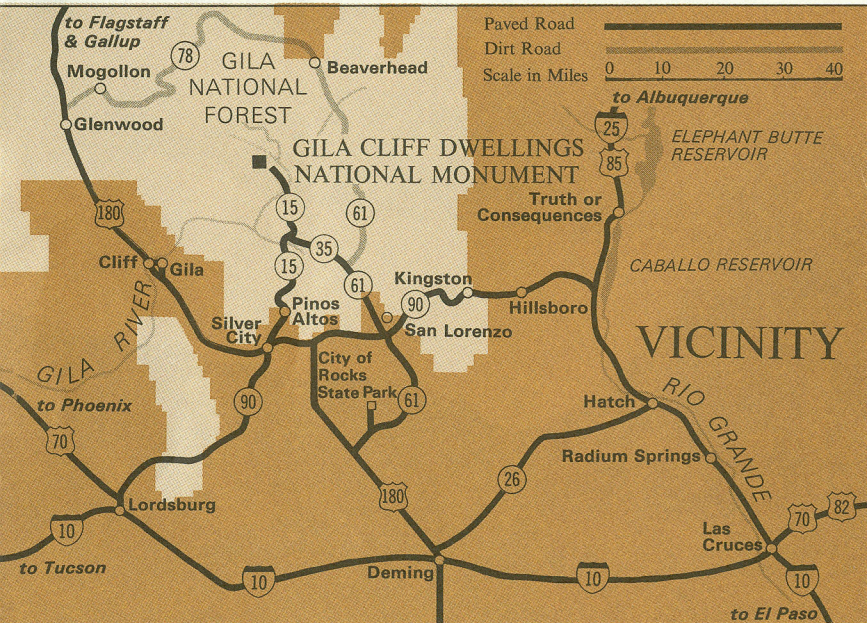 to Flagstaff
& Gallup
Paved Road
Dirt Road
Scale in Miles
0 10 20 30 40
78
GILA
NATIONAL
FOREST
Mogollon
Beaverhead
Glenwood
to Albuquerque
25
85
ELEPHANT BUTTE
RESERVOIR
GILA CLIFF DWELLINGS
NATIONAL MONUMENT
180
15
61
35
15
61
Truth or
Consequences
Cliff
Gila
CABALLO RESERVOIR
Kingston
Hillsboro
90
Pinos
Altos
San Lorenzo
Silver
City
VICINITY
GILA RIVER
City of
Rocks
State Park
to Phoenix
90
61
70
Hatch
RIO GRANDE
Radium Springs
26
180
Lordsburg
10
to Tucson
10
Deming
10
Las
Cruces
70
82
10
to El Paso